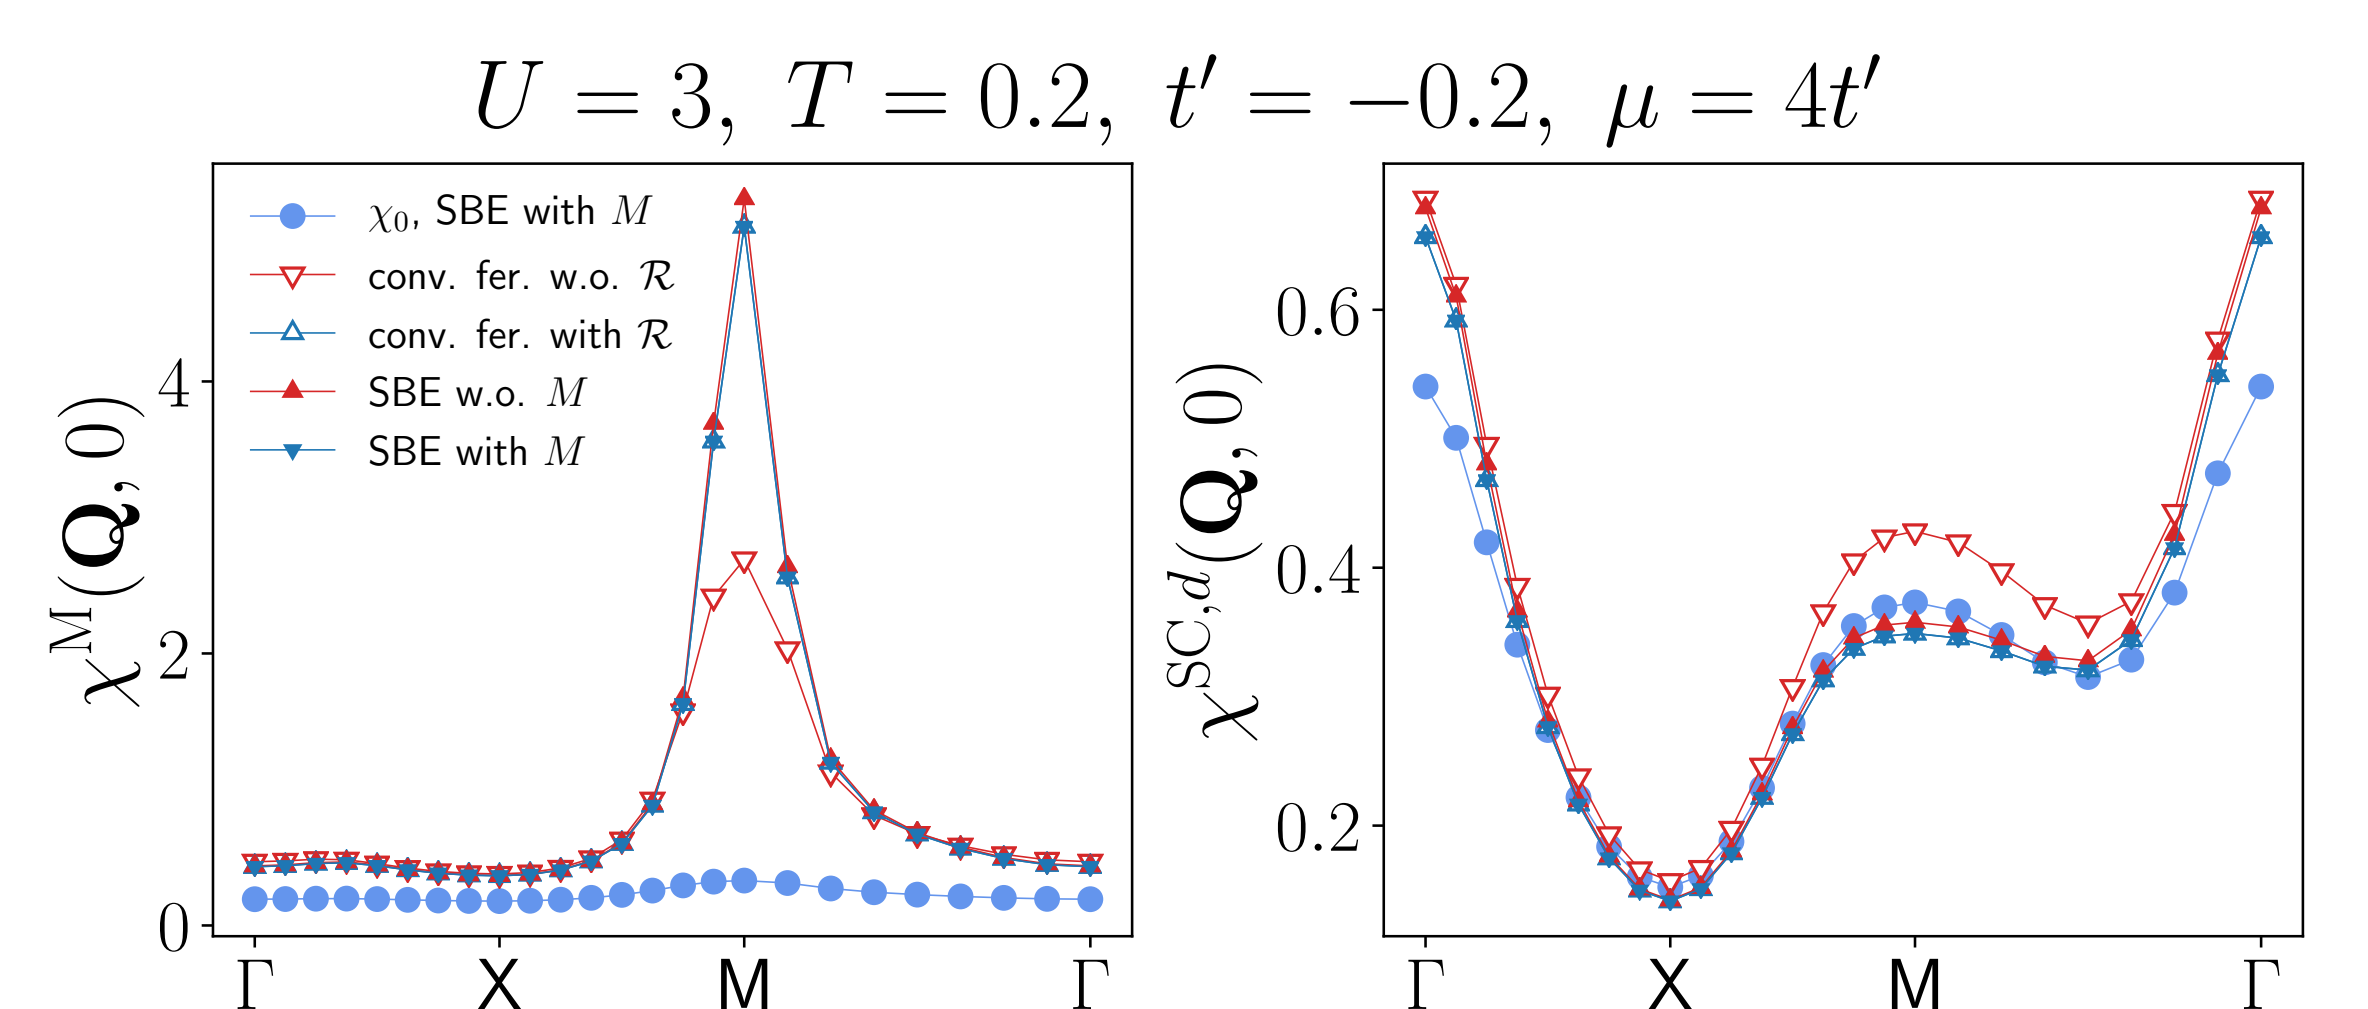 U = 3, T = 0.2, t′ = −0.2, μ = 4t′
χ₀, SBE with M
conv. fer. w.o. ℛ
conv. fer. with ℛ
SBE w.o. M
SBE with M
χᴹ(𝐐, 0)
4
2
0
Γ X M Γ
χ^{SC,d}(𝐐, 0)
0.6
0.4
0.2
Γ X M Γ